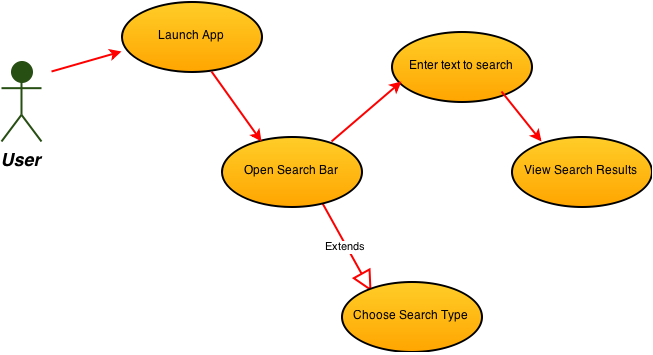 Launch App
Enter text to search
User
Open Search Bar
View Search Results
Extends
Choose Search Type